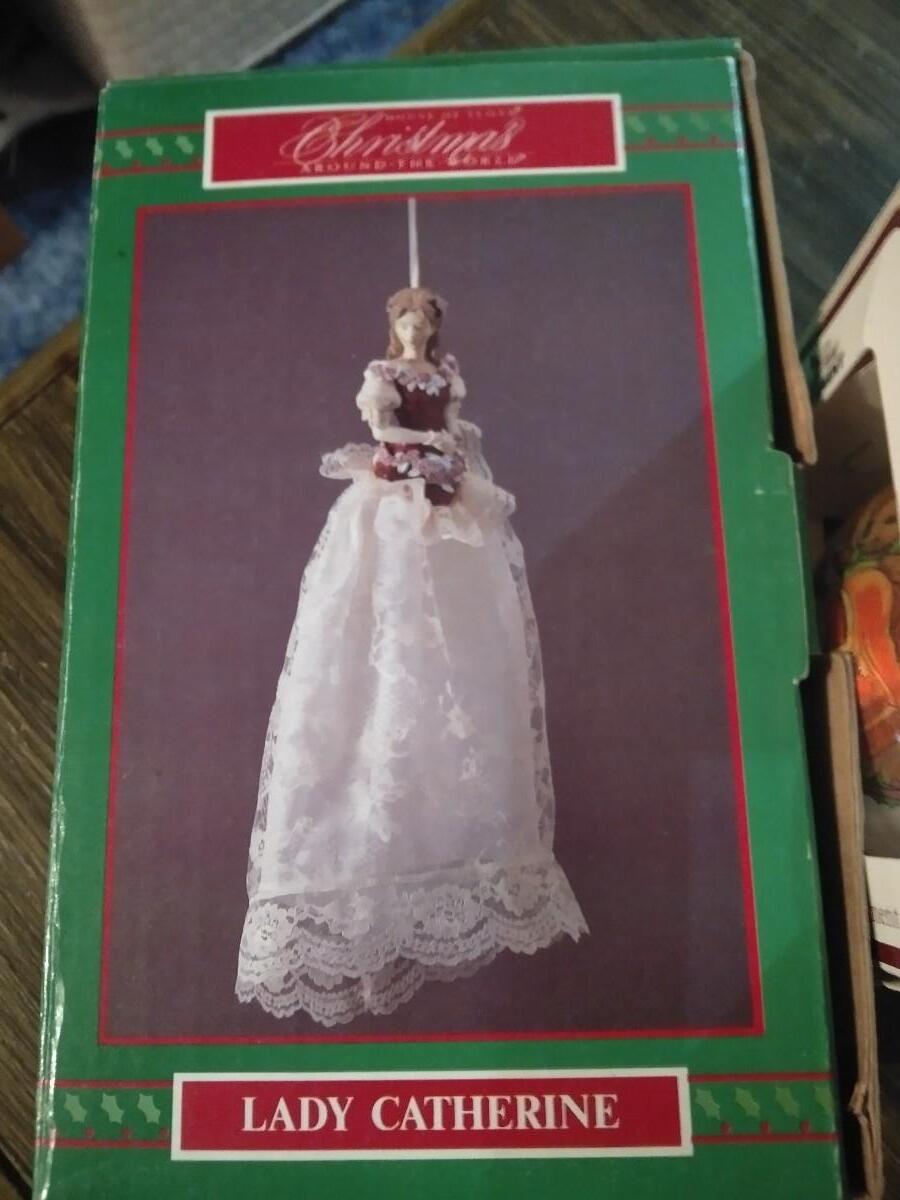 HOUSE OF LLOYD
Christmas
AROUND THE WORLD
LADY CATHERINE